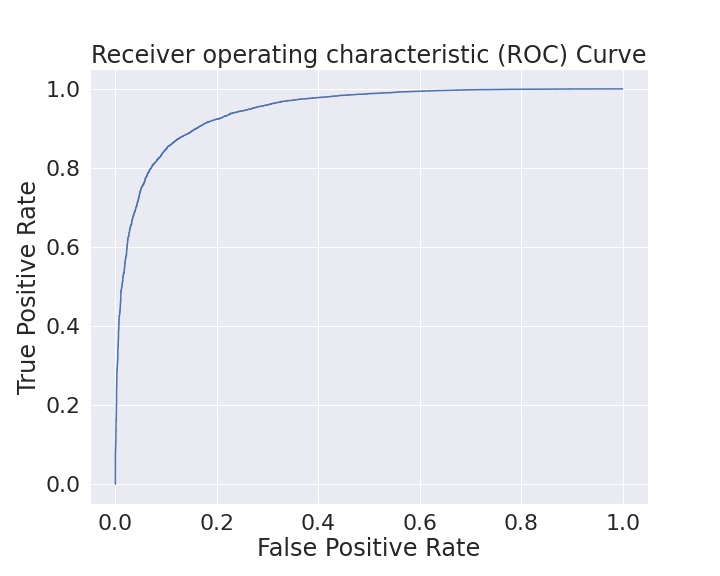 Receiver operating characteristic (ROC) Curve
1.0
0.8
0.6
0.4
0.2
0.0
True Positive Rate
0.0 0.2 0.4 0.6 0.8 1.0
False Positive Rate